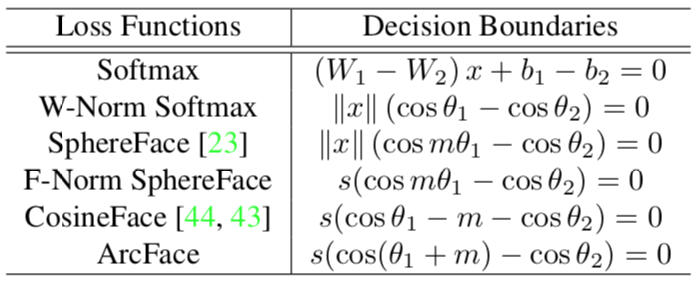 Loss Functions Decision Boundaries
Softmax (W₁ − W₂) x + b₁ − b₂ = 0
W-Norm Softmax ‖x‖ (cos θ₁ − cos θ₂) = 0
SphereFace [23] ‖x‖ (cos mθ₁ − cos θ₂) = 0
F-Norm SphereFace s(cos mθ₁ − cos θ₂) = 0
CosineFace [44, 43] s(cos θ₁ − m − cos θ₂) = 0
ArcFace s(cos(θ₁ + m) − cos θ₂) = 0